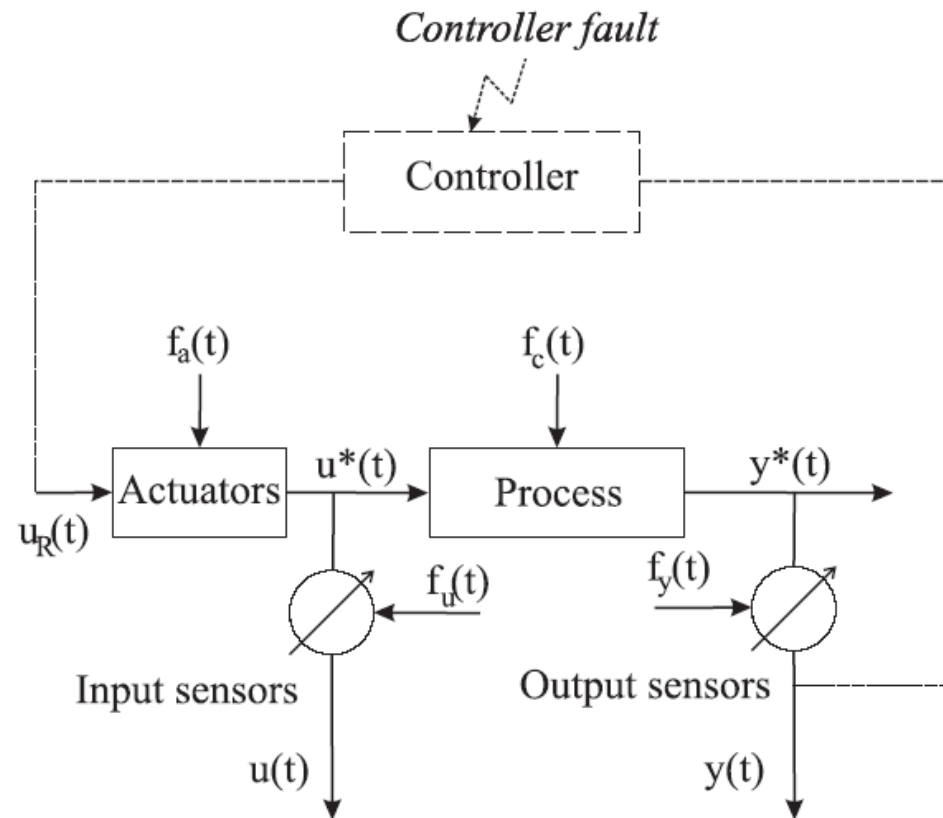 Controller fault
Controller
f_a(t)
f_c(t)
Actuators
u*(t)
Process
y*(t)
u_R(t)
f_u(t)
f_y(t)
Input sensors
Output sensors
u(t)
y(t)